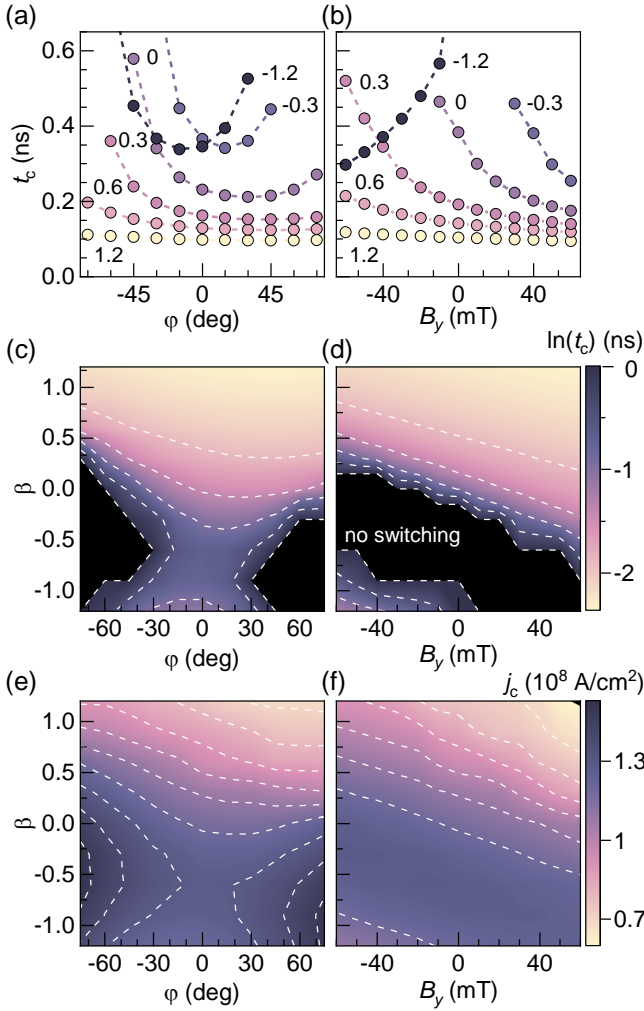 (a) (b)
0.6
0.4
0.2
0.0
t_c (ns)
0
-1.2
-0.3
0.3
0.6
1.2
-45 0 45
φ (deg)
0.3
-1.2
0
-0.3
0.6
1.2
-40 0 40
B_y (mT)
(c) (d)
ln(t_c) (ns)
1.0
0.5
0.0
-0.5
-1.0
β
-60 -30 0 30 60
φ (deg)
no switching
-40 0 40
B_y (mT)
0
-1
-2
(e) (f)
j_c (10⁸ A/cm²)
1.0
0.5
0.0
-0.5
-1.0
β
-60 -30 0 30 60
φ (deg)
-40 0 40
B_y (mT)
1.3
1
0.7